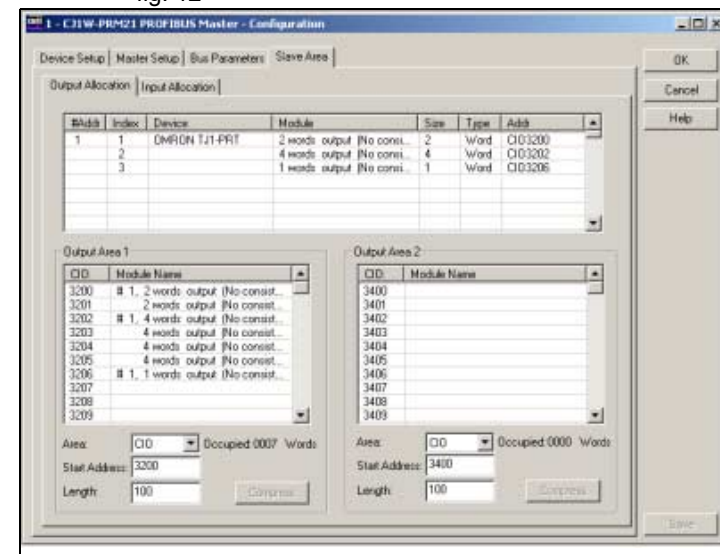 fig. 12
1 - CJ1W-PRM21 PROFIBUS Master - Configuration
Device Setup Master Setup Bus Parameters Slave Area
OK
Cancel
Help
Output Allocation Input Allocation
#Addr Index Device Module Size Type Addr
1 1 OMRON TJ1-PRT 2 words output (No consi... 2 Word CIO3200
2 4 words output (No consi... 4 Word CIO3202
3 1 words output (No consi... 1 Word CIO3206
Output Area 1
CIO Module Name
3200 # 1, 2 words output (No consist...
3201 2 words output (No consist...
3202 # 1, 4 words output (No consist...
3203 4 words output (No consist...
3204 4 words output (No consist...
3205 4 words output (No consist...
3206 # 1, 1 words output (No consist...
3207
3208
3209
Area: CIO Occupied:0007 Words
Start Address: 3200
Length: 100 Compress
Output Area 2
CIO Module Name
3400
3401
3402
3403
3404
3405
3406
3407
3408
3409
Area: CIO Occupied:0000 Words
Start Address: 3400
Length: 100 Compress
Save